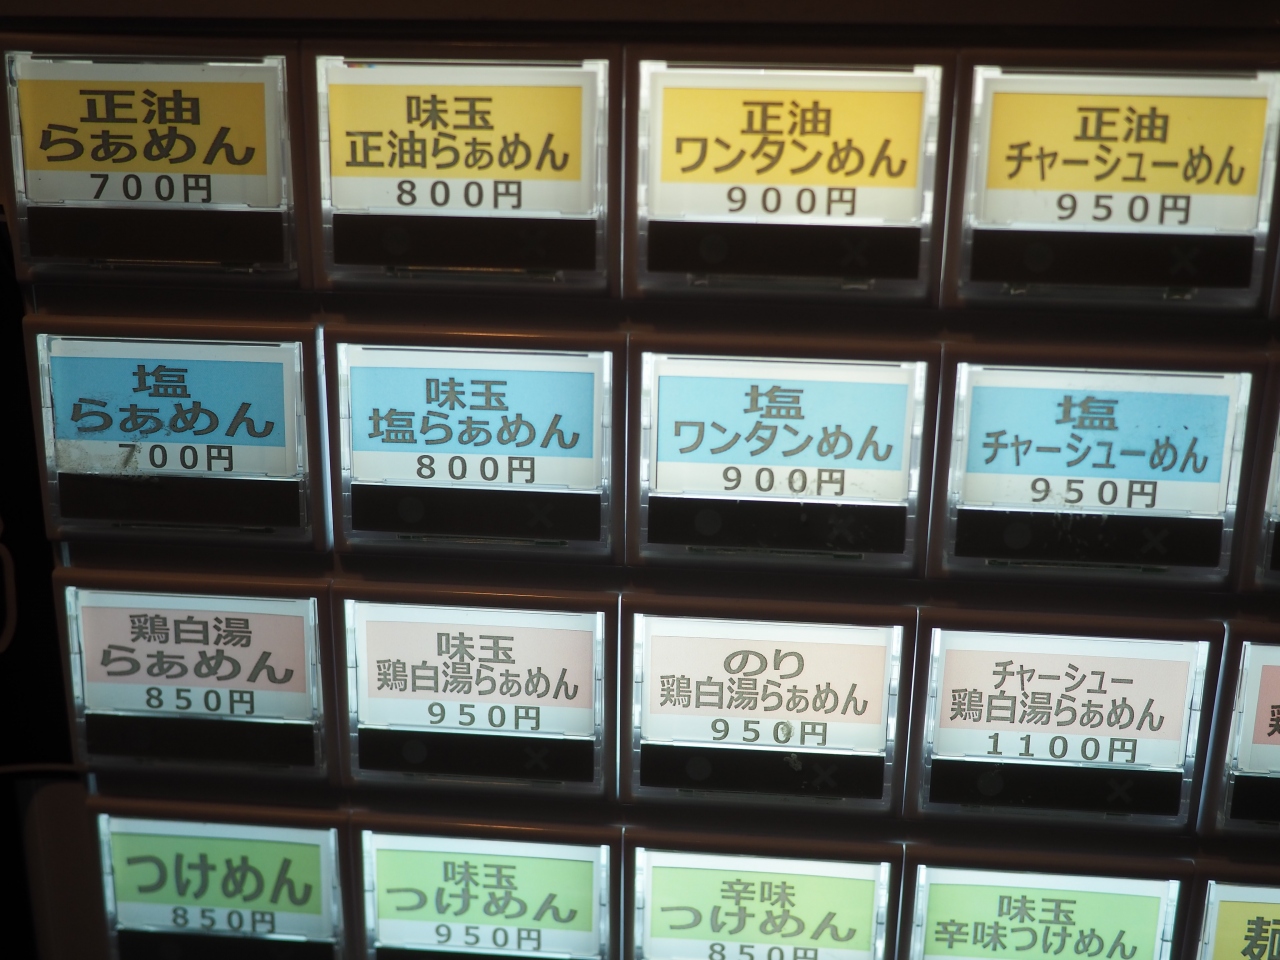 正油
らぁめん
700円
味玉
正油らぁめん
800円
正油
ワンタンめん
900円
正油
チャーシューめん
950円
塩
らぁめん
700円
味玉
塩らぁめん
800円
塩
ワンタンめん
900円
塩
チャーシューめん
950円
鶏白湯
らぁめん
850円
味玉
鶏白湯らぁめん
950円
のり
鶏白湯らぁめん
950円
チャーシュー
鶏白湯らぁめん
1100円
つけめん
850円
味玉
つけめん
950円
辛味
つけめん
850円
味玉
辛味つけめん
麺